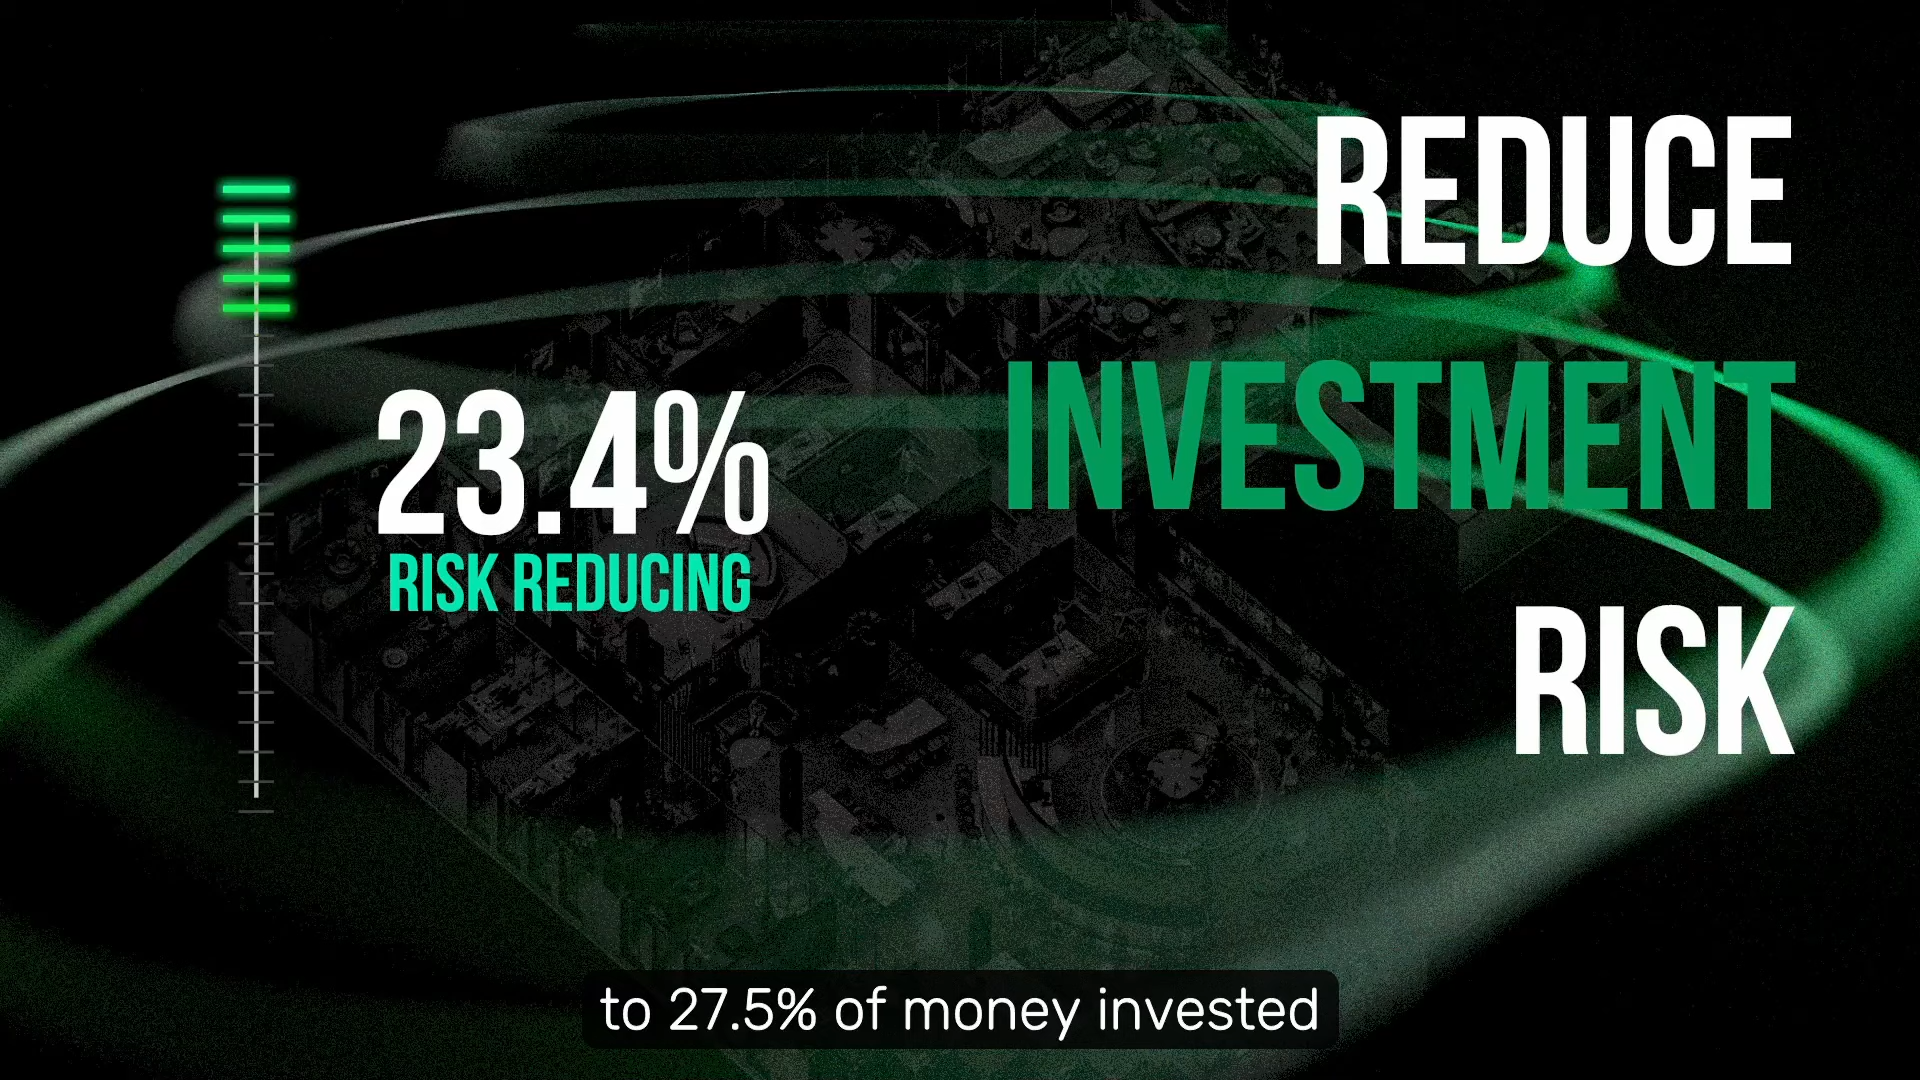 REDUCE
INVESTMENT
RISK
23.4%
RISK REDUCING
to 27.5% of money invested